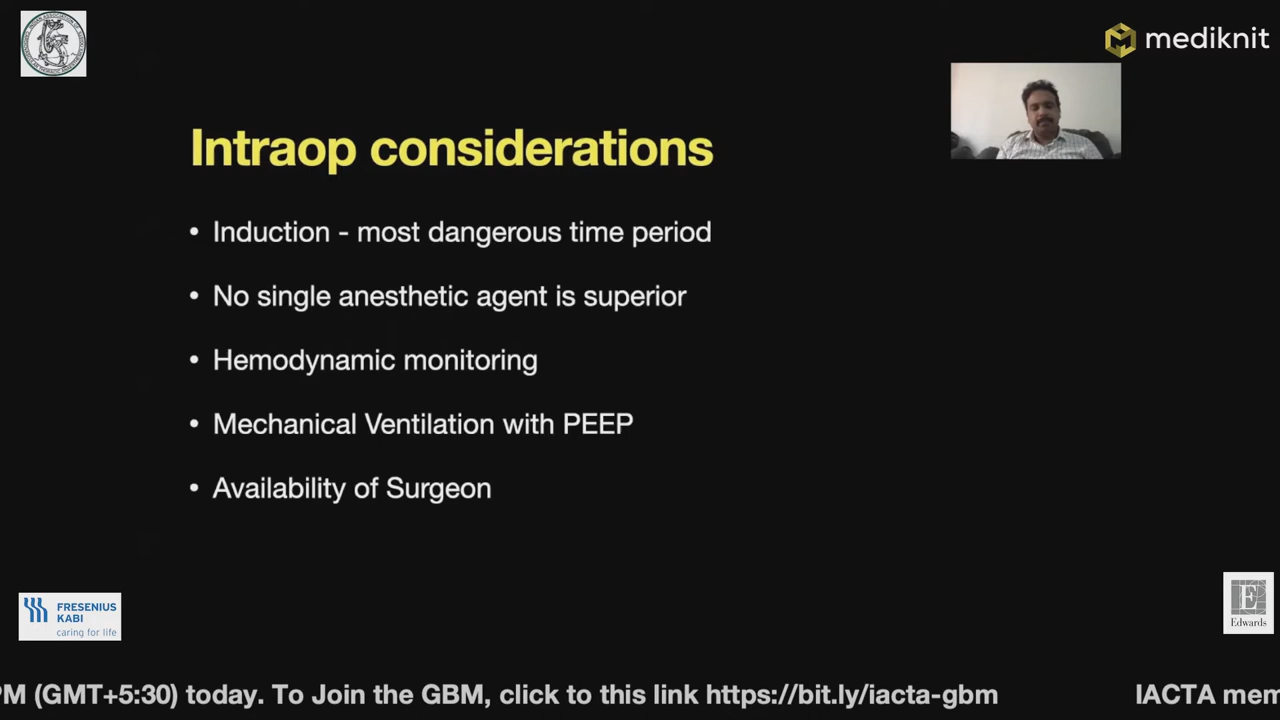 mediknit
Intraop considerations
• Induction - most dangerous time period
• No single anesthetic agent is superior
• Hemodynamic monitoring
• Mechanical Ventilation with PEEP
• Availability of Surgeon
FRESENIUS
KABI
caring for life
E
Edwards
PM (GMT+5:30) today. To Join the GBM, click to this link https://bit.ly/iacta-gbm IACTA mem